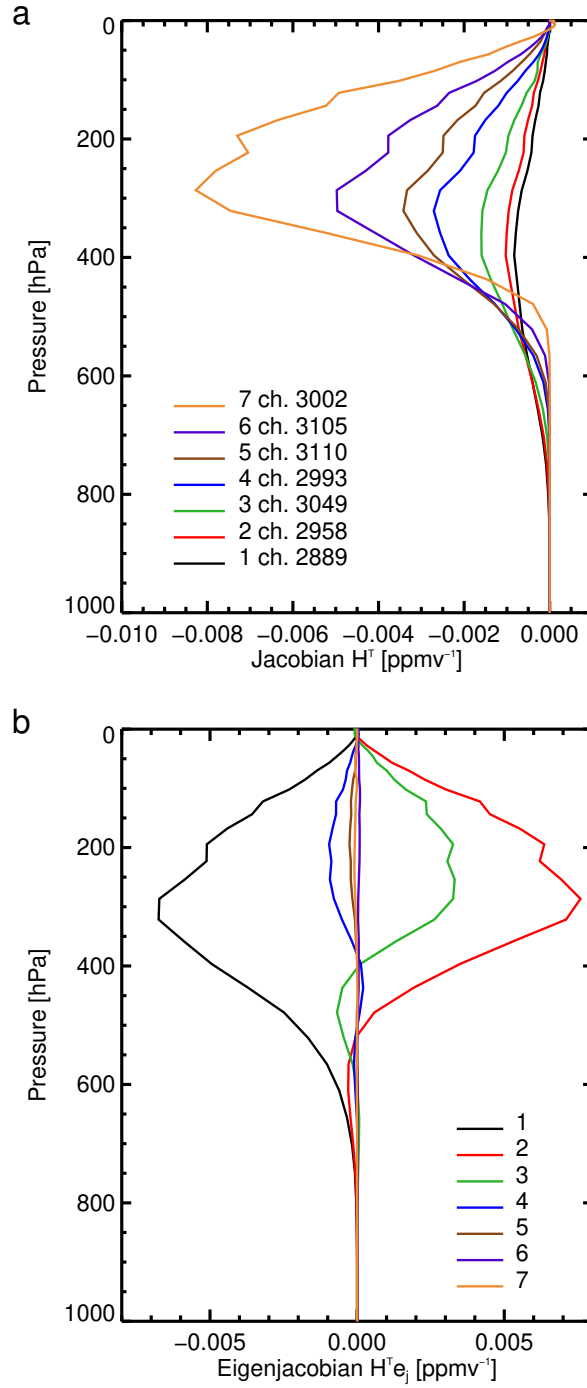 a
0
200
400
600
800
1000
Pressure [hPa]
7 ch. 3002
6 ch. 3105
5 ch. 3110
4 ch. 2993
3 ch. 3049
2 ch. 2958
1 ch. 2889
−0.010 −0.008 −0.006 −0.004 −0.002 0.000
Jacobian Hᵀ [ppmv⁻¹]
b
0
200
400
600
800
1000
Pressure [hPa]
1
2
3
4
5
6
7
−0.005 0.000 0.005
Eigenjacobian Hᵀeⱼ [ppmv⁻¹]